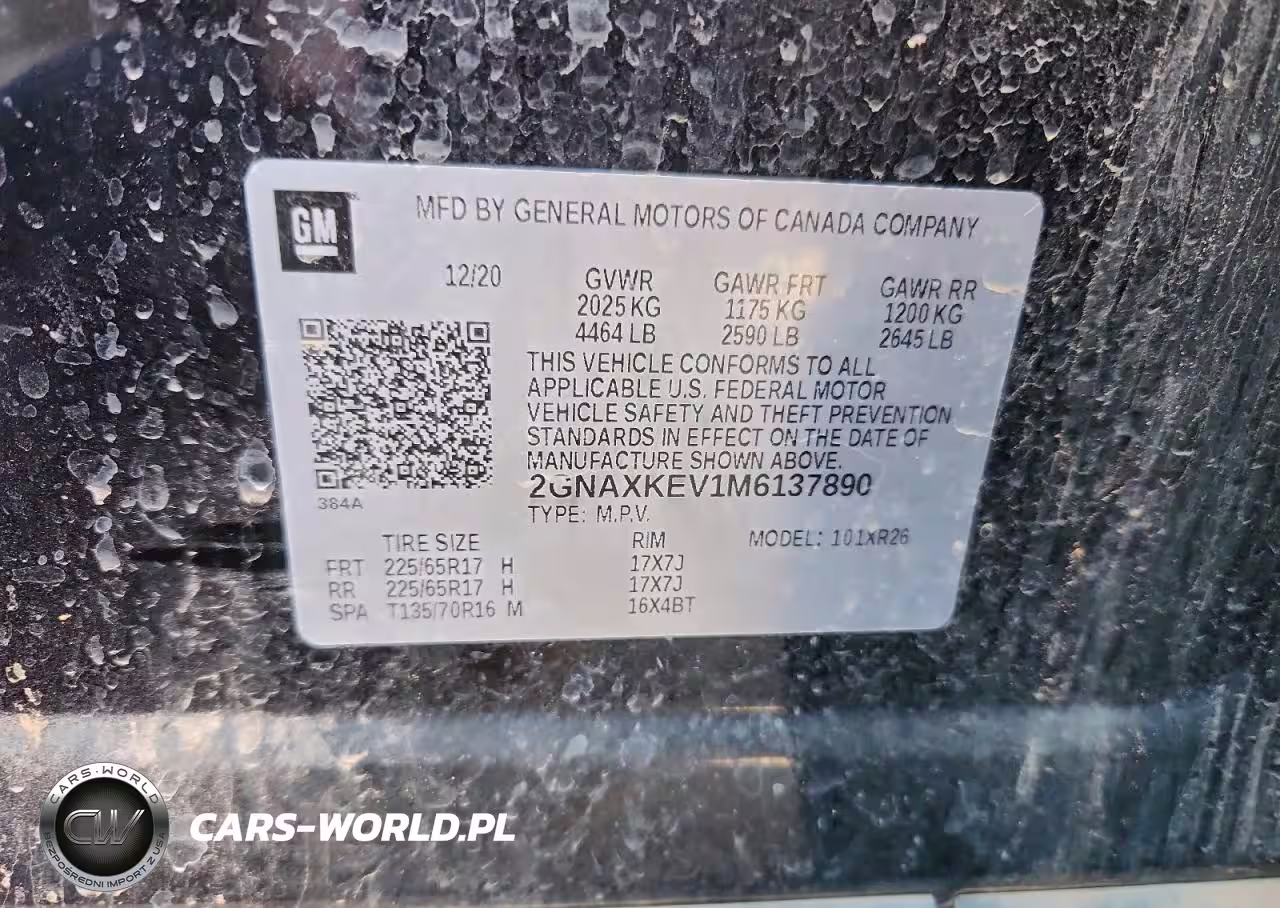 GM
MFD BY GENERAL MOTORS OF CANADA COMPANY
12/20
GVWR GAWR FRT GAWR RR
2025 KG 1175 KG 1200 KG
4464 LB 2590 LB 2645 LB
THIS VEHICLE CONFORMS TO ALL
APPLICABLE U.S. FEDERAL MOTOR
VEHICLE SAFETY AND THEFT PREVENTION
STANDARDS IN EFFECT ON THE DATE OF
MANUFACTURE SHOWN ABOVE.
2GNAXKEV1M6137890
384A
TYPE: M.P.V.
TIRE SIZE RIM MODEL: 101XR26
FRT 225/65R17 H 17X7J
RR 225/65R17 H 17X7J
SPA T135/70R16 M 16X4BT
CARS-WORLD
CW
BEZPOŚREDNI IMPORT Z USA
CARS-WORLD.PL